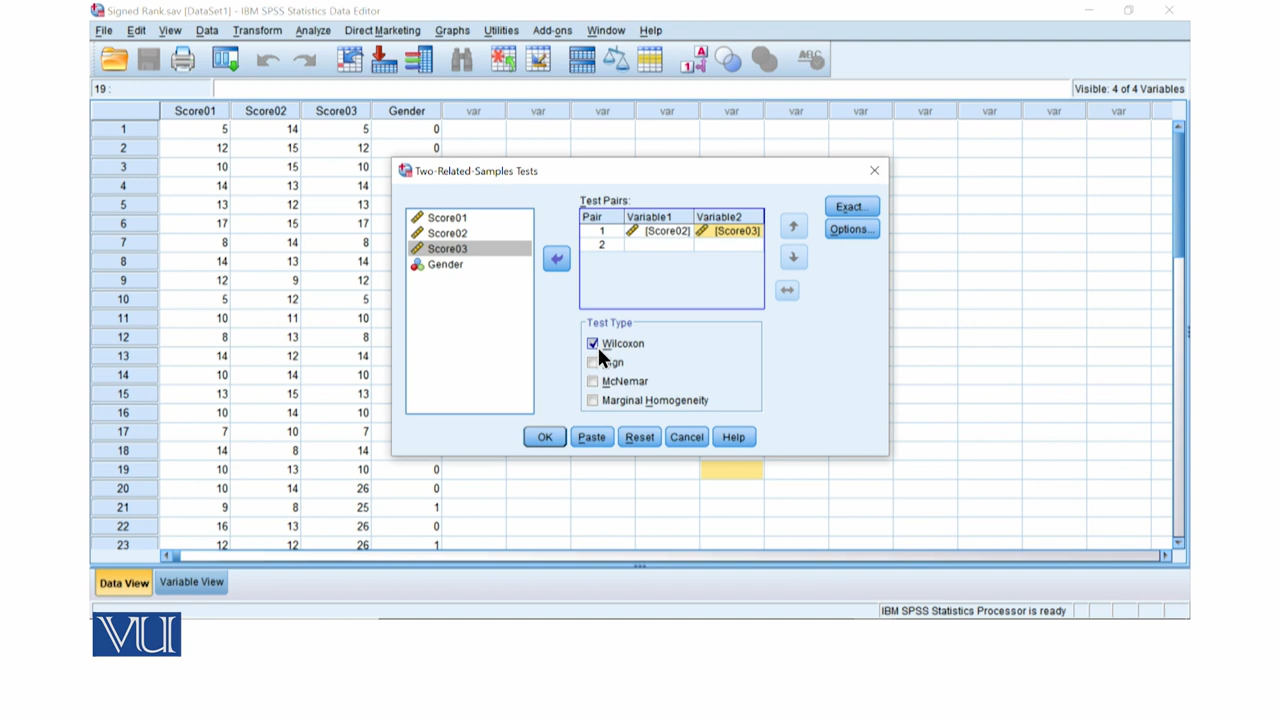 Signed Rank.sav [DataSet1] - IBM SPSS Statistics Data Editor
File Edit View Data Transform Analyze Direct Marketing Graphs Utilities Add-ons Window Help
19 :
Visible: 4 of 4 Variables
Score01 Score02 Score03 Gender var var var var var var var var var var var
1 5 14 5 0
2 12 15 12 0
3 10 15 10
4 14 13 14
5 13 12 13
6 17 15 17
7 8 14 8
8 14 13 14
9 12 9 12
10 5 12 5
11 10 11 10
12 8 13 8
13 14 12 14
14 10 14 10
15 13 15 13
16 10 14 10
17 7 10 7
18 14 8 14
19 10 13 10 0
20 10 14 26 0
21 9 8 25 1
22 16 13 26 0
23 12 12 26 1
Two-Related-Samples Tests
Score01
Score02
Score03
Gender
Test Pairs:
Pair Variable1 Variable2
1 [Score02] [Score03]
2
Exact...
Options...
Test Type
Wilcoxon
McNemar
Marginal Homogeneity
OK Paste Reset Cancel Help
Data View Variable View
IBM SPSS Statistics Processor is ready
VU